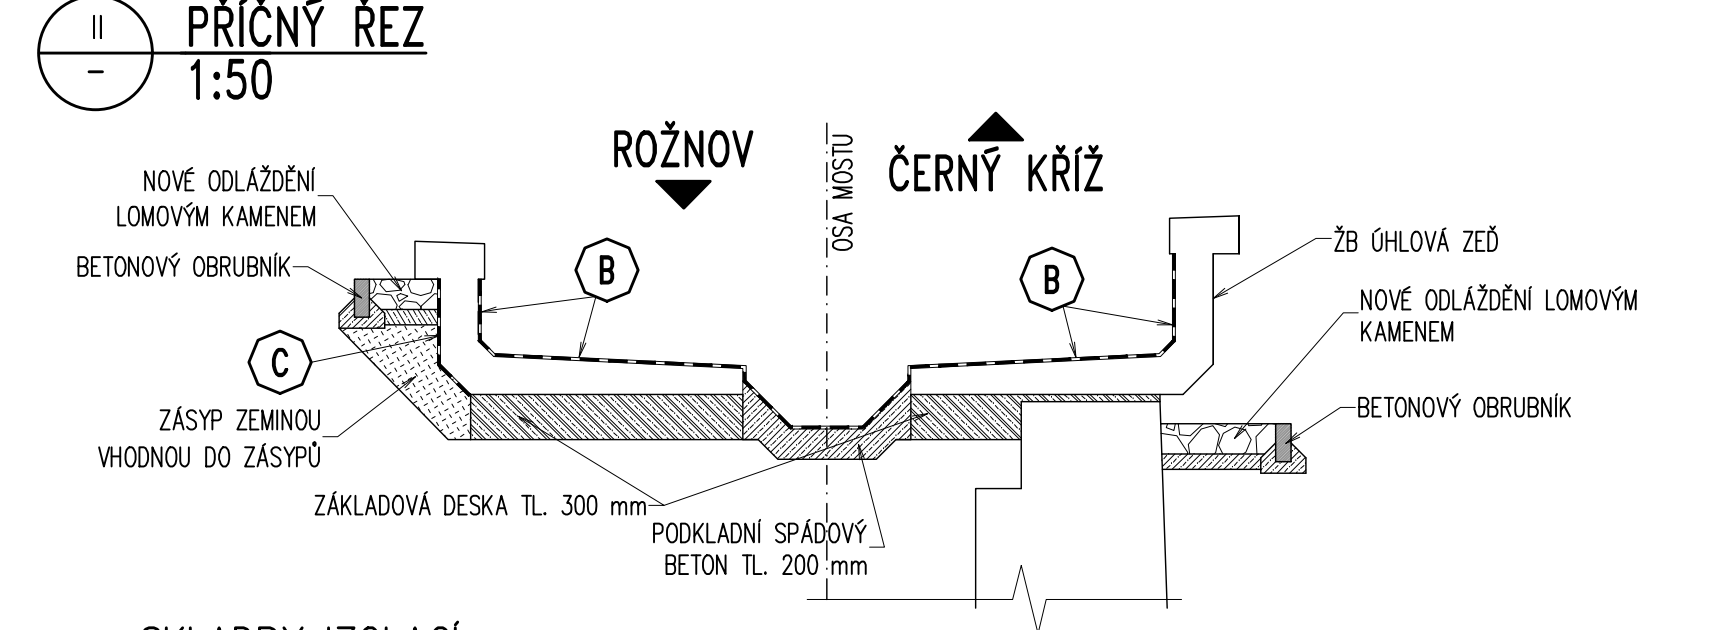 II
PŘÍČNÝ ŘEZ
-
1:50
ROŽNOV
OSA MOSTU
ČERNÝ KŘÍŽ
NOVÉ ODLÁŽDĚNÍ
LOMOVÝM KAMENEM
BETONOVÝ OBRUBNÍK
B
B
ŽB ÚHLOVÁ ZEĎ
NOVÉ ODLÁŽDĚNÍ LOMOVÝM
KAMENEM
C
ZÁSYP ZEMINOU
VHODNOU DO ZÁSYPŮ
BETONOVÝ OBRUBNÍK
ZÁKLADOVÁ DESKA TL. 300 mm
PODKLADNÍ SPÁDOVÝ
BETON TL. 200 mm